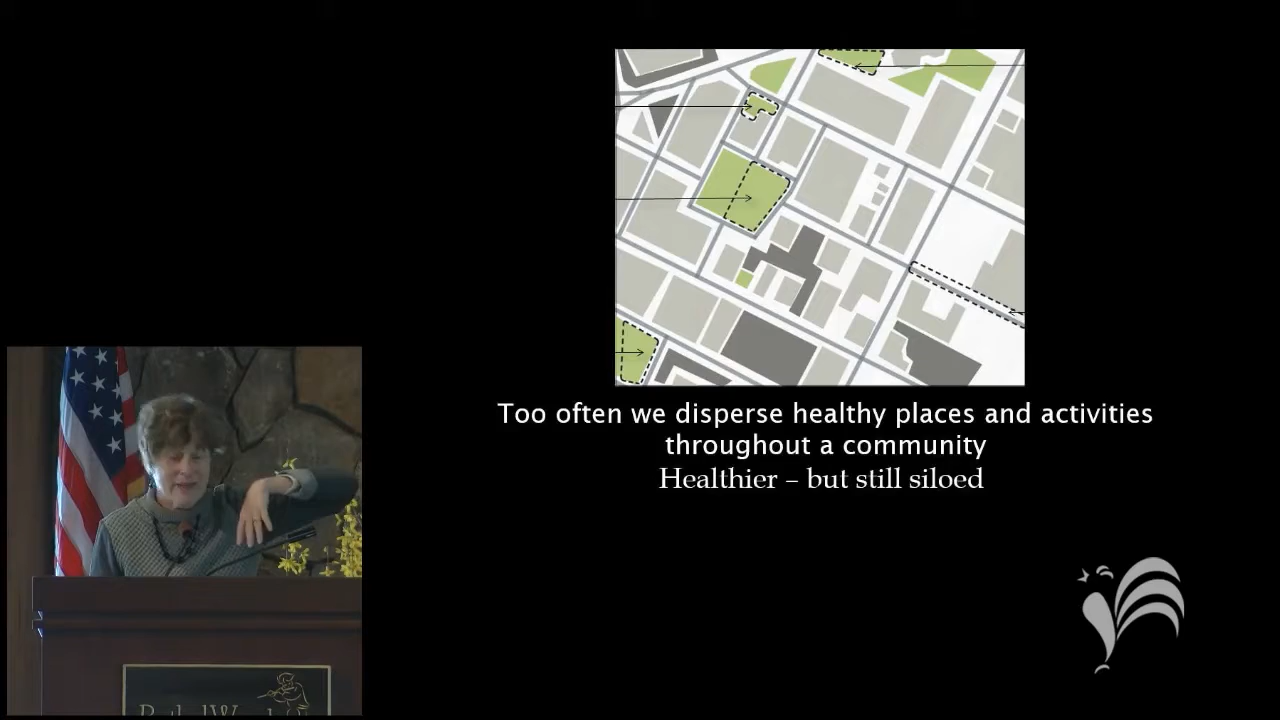 Too often we disperse healthy places and activities
throughout a community
Healthier – but still siloed